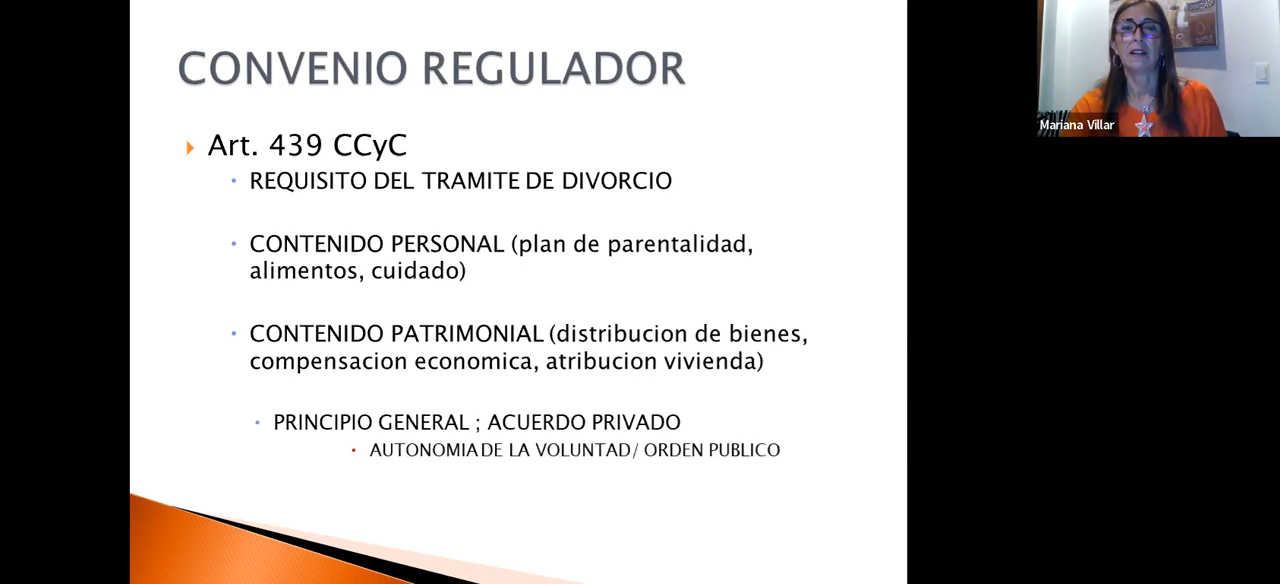 CONVENIO REGULADOR
Art. 439 CCyC
REQUISITO DEL TRAMITE DE DIVORCIO
CONTENIDO PERSONAL (plan de parentalidad,
alimentos, cuidado)
CONTENIDO PATRIMONIAL (distribucion de bienes,
compensacion economica, atribucion vivienda)
PRINCIPIO GENERAL ; ACUERDO PRIVADO
AUTONOMIA DE LA VOLUNTAD/ ORDEN PUBLICO
Mariana Villar